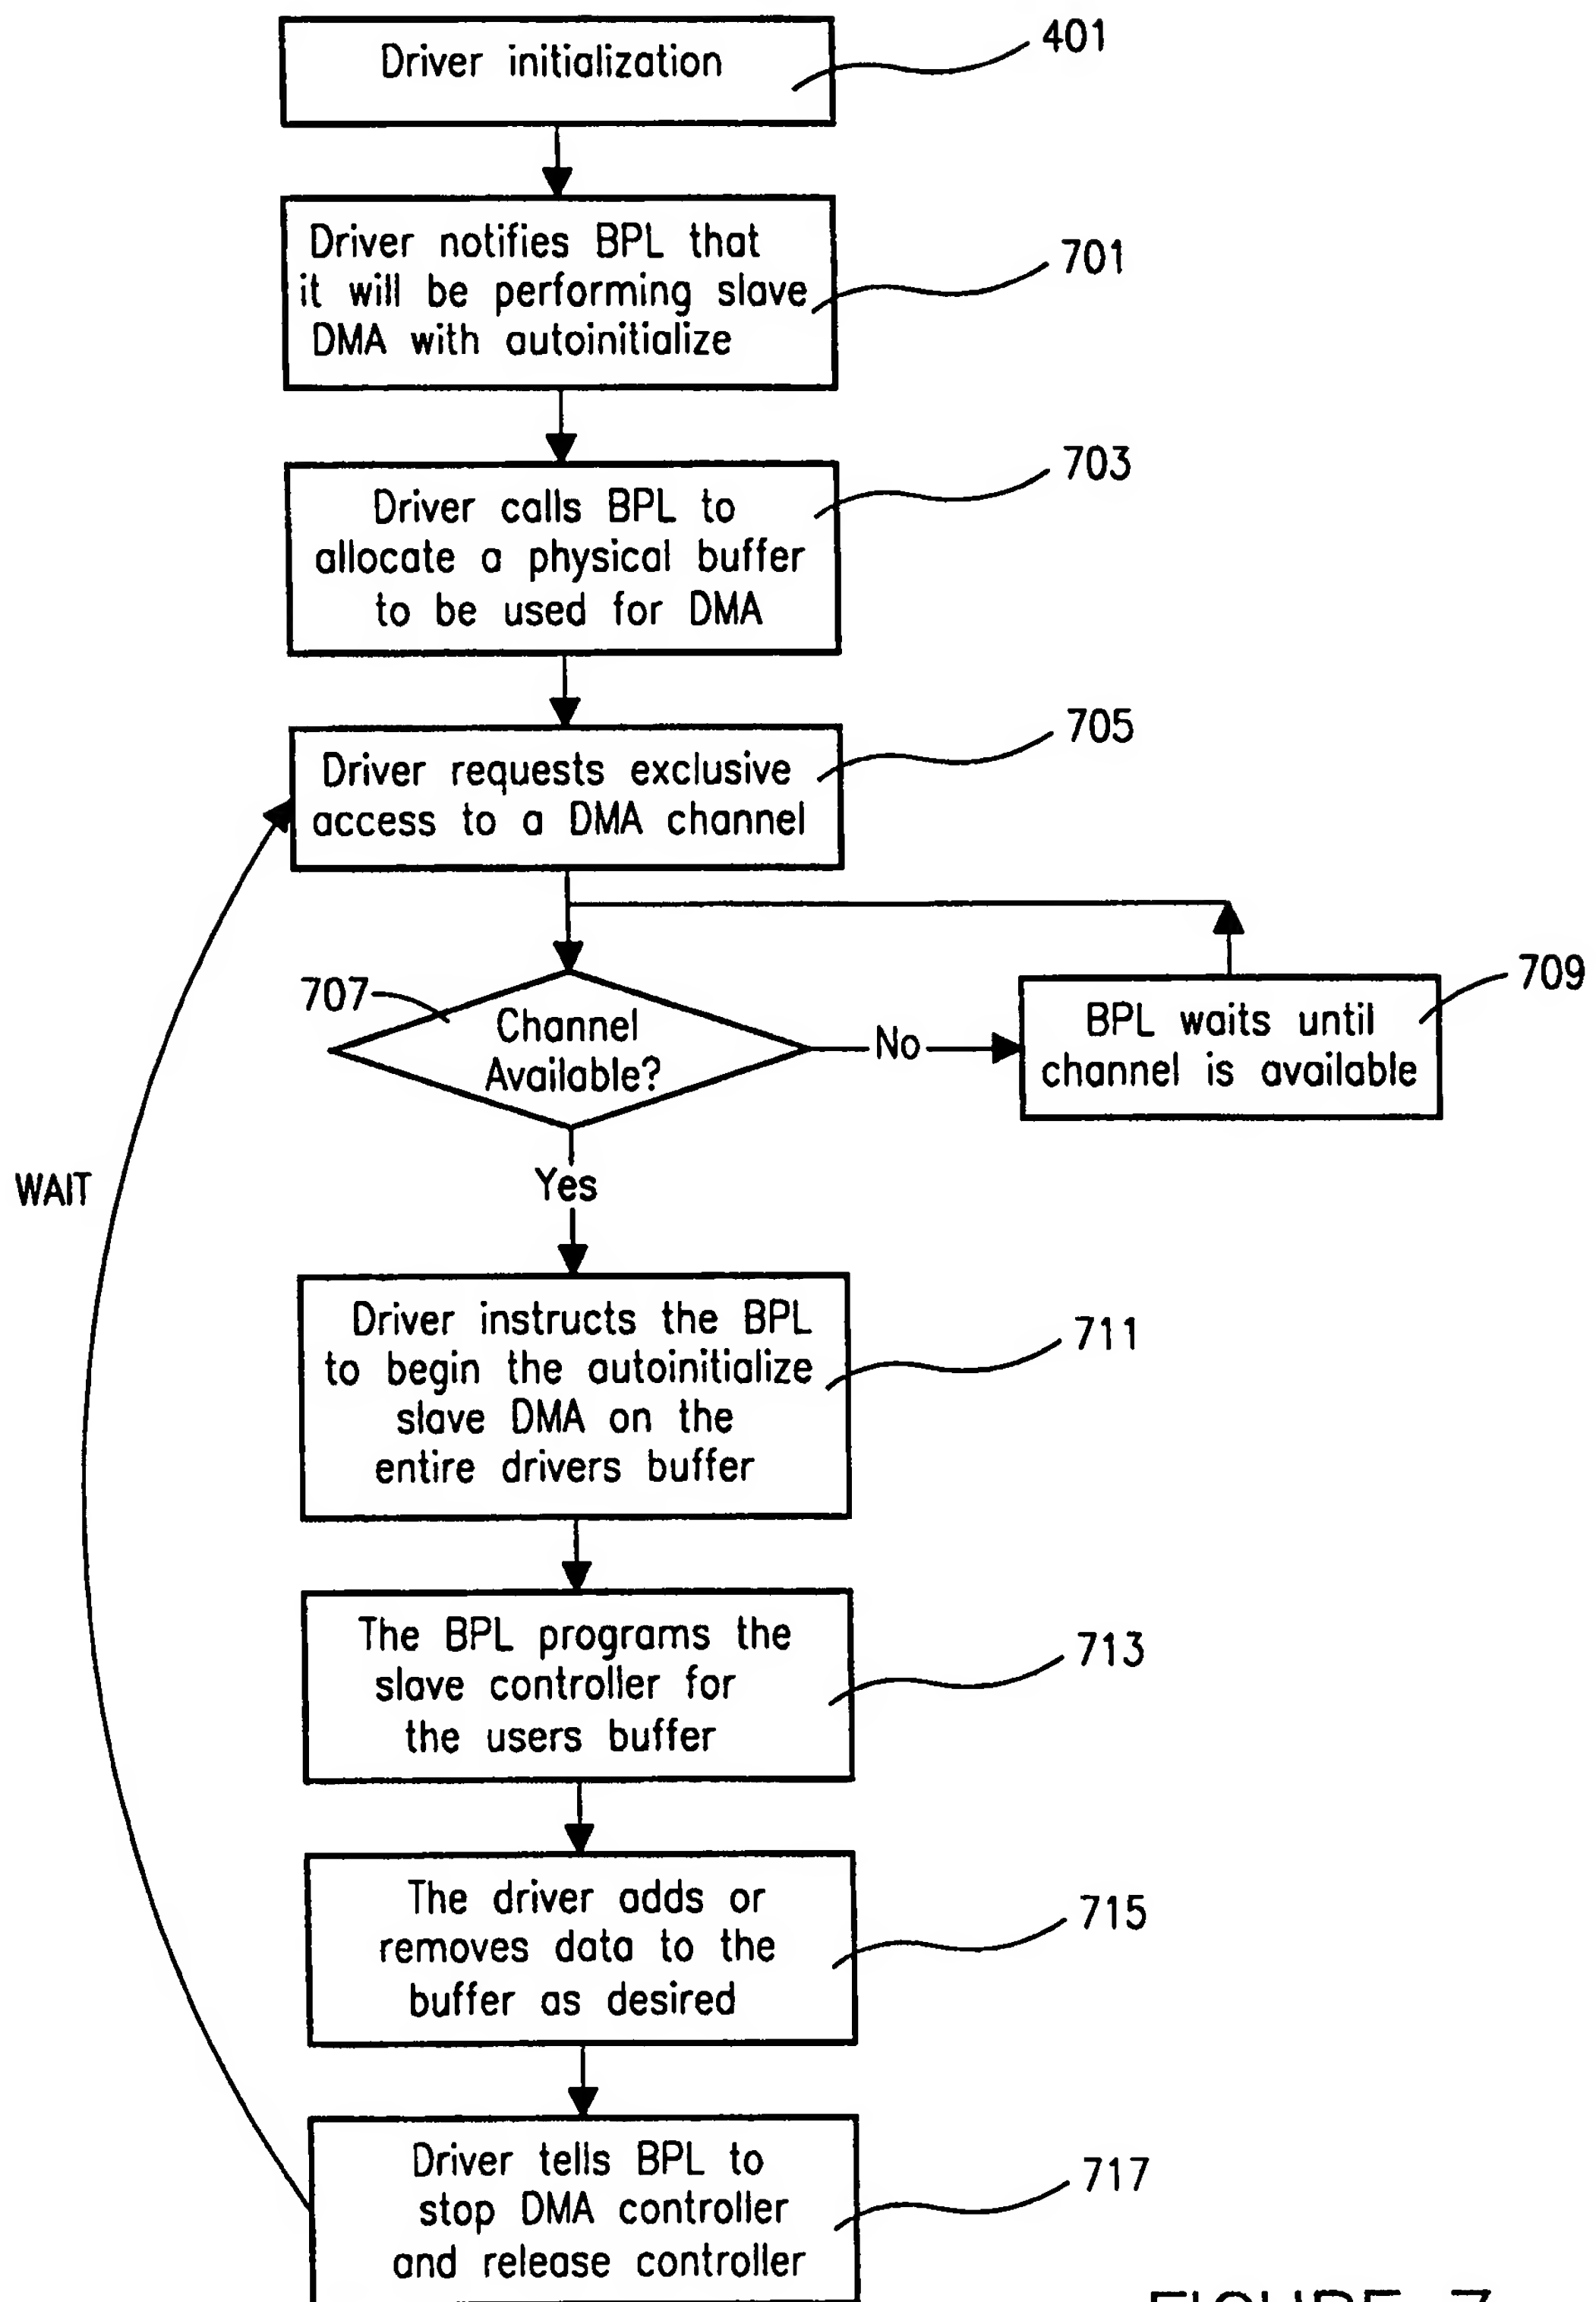 Driver initialization
401
Driver notifies BPL that
it will be performing slave
DMA with autoinitialize
701
Driver calls BPL to
allocate a physical buffer
to be used for DMA
703
Driver requests exclusive
access to a DMA channel
705
707
Channel
Available?
No
BPL waits until
channel is available
709
Yes
WAIT
Driver instructs the BPL
to begin the autoinitialize
slave DMA on the
entire drivers buffer
711
The BPL programs the
slave controller for
the users buffer
713
The driver adds or
removes data to the
buffer as desired
715
Driver tells BPL to
stop DMA controller
and release controller
717
FIGURE 7